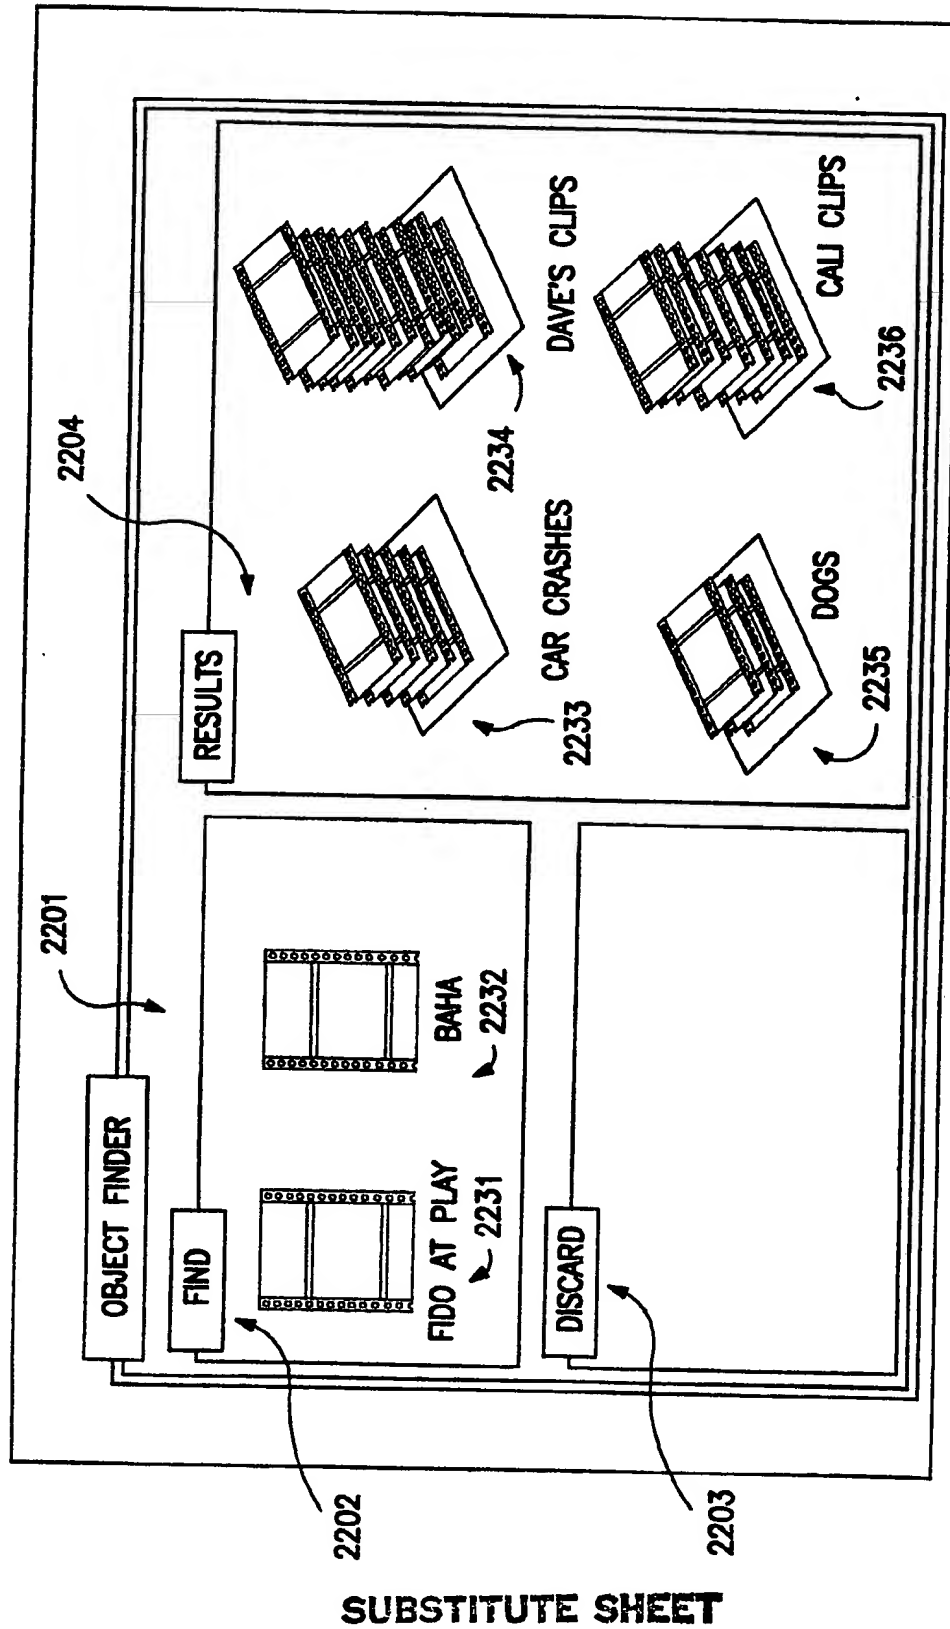 2201
2204
OBJECT FINDER
FIND
RESULTS
2202
FIDO AT PLAY
2231
BAHA
2232
CAR CRASHES
2233
DAVE'S CLIPS
2234
DISCARD
2203
DOGS
2235
CALI CLIPS
2236
SUBSTITUTE SHEET